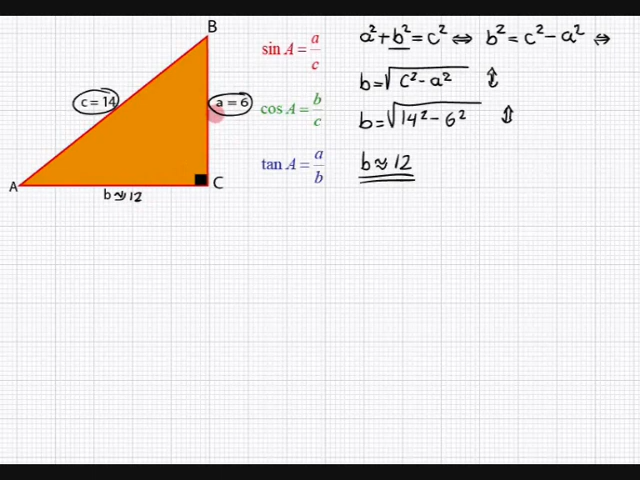 B
c = 14
a = 6
A
C
b ≈ 12
sin A = a/c
cos A = b/c
tan A = a/b
a² + b² = c² ⇔ b² = c² − a² ⇔
b = √(c² − a²) ⇕
b = √(14² − 6²) ⇕
b ≈ 12